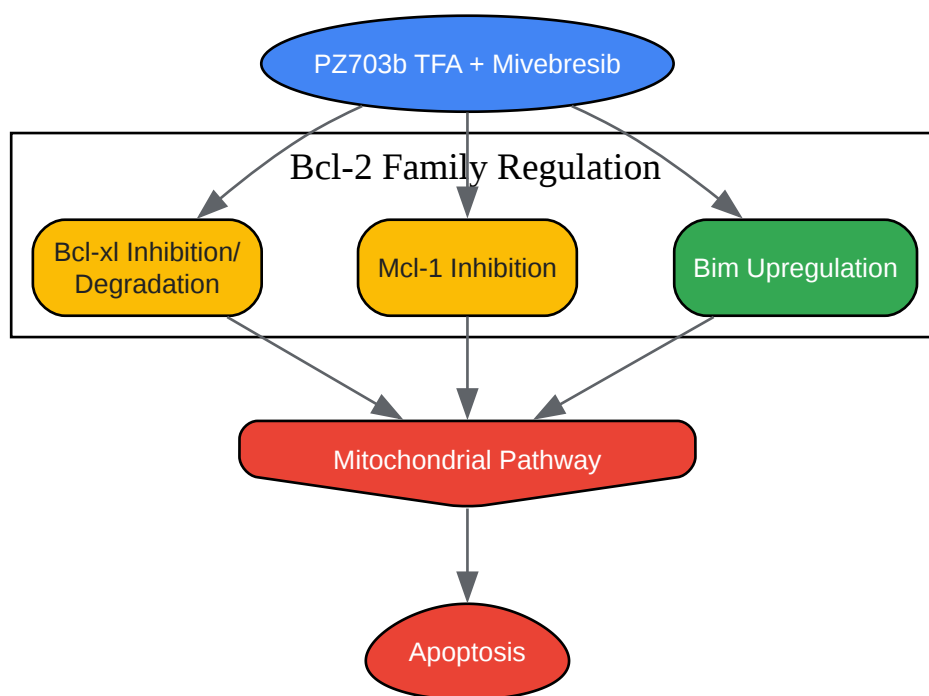 PZ703b TFA + Mivebresib
Bcl-2 Family Regulation
Bcl-xl Inhibition/
Degradation
Mcl-1 Inhibition
Bim Upregulation
Mitochondrial Pathway
Apoptosis